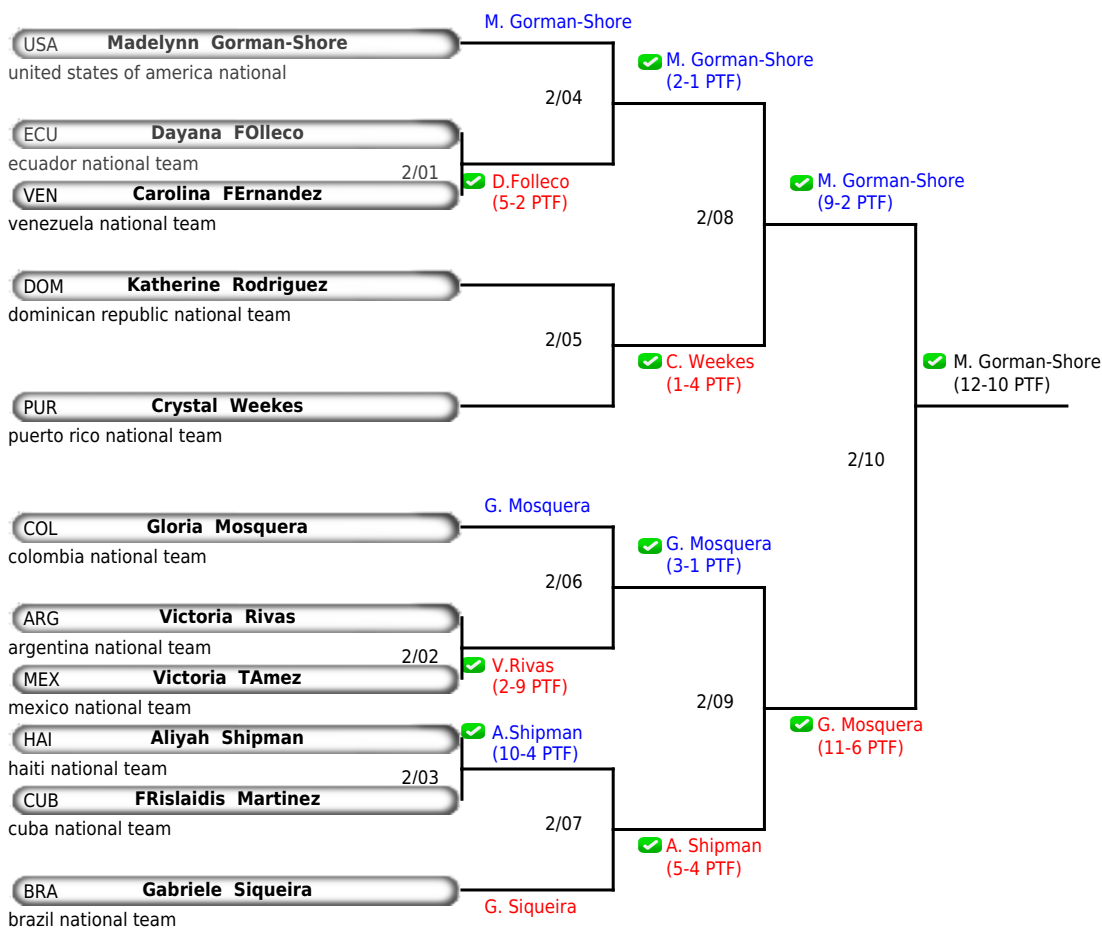 M. Gorman-Shore
USA Madelynn Gorman-Shore
united states of america national
M. Gorman-Shore
(2-1 PTF)
2/04
ECU Dayana FOlleco
ecuador national team
2/01
VEN Carolina FErnandez
venezuela national team
D.Folleco
(5-2 PTF)
M. Gorman-Shore
(9-2 PTF)
2/08
DOM Katherine Rodriguez
dominican republic national team
2/05
C. Weekes
(1-4 PTF)
M. Gorman-Shore
(12-10 PTF)
PUR Crystal Weekes
puerto rico national team
2/10
G. Mosquera
COL Gloria Mosquera
colombia national team
G. Mosquera
(3-1 PTF)
2/06
ARG Victoria Rivas
argentina national team
2/02
MEX Victoria TAmez
mexico national team
V.Rivas
(2-9 PTF)
2/09
G. Mosquera
(11-6 PTF)
HAI Aliyah Shipman
haiti national team
A.Shipman
(10-4 PTF)
2/03
CUB FRislaidis Martinez
cuba national team
2/07
A. Shipman
(5-4 PTF)
BRA Gabriele Siqueira
brazil national team
G. Siqueira